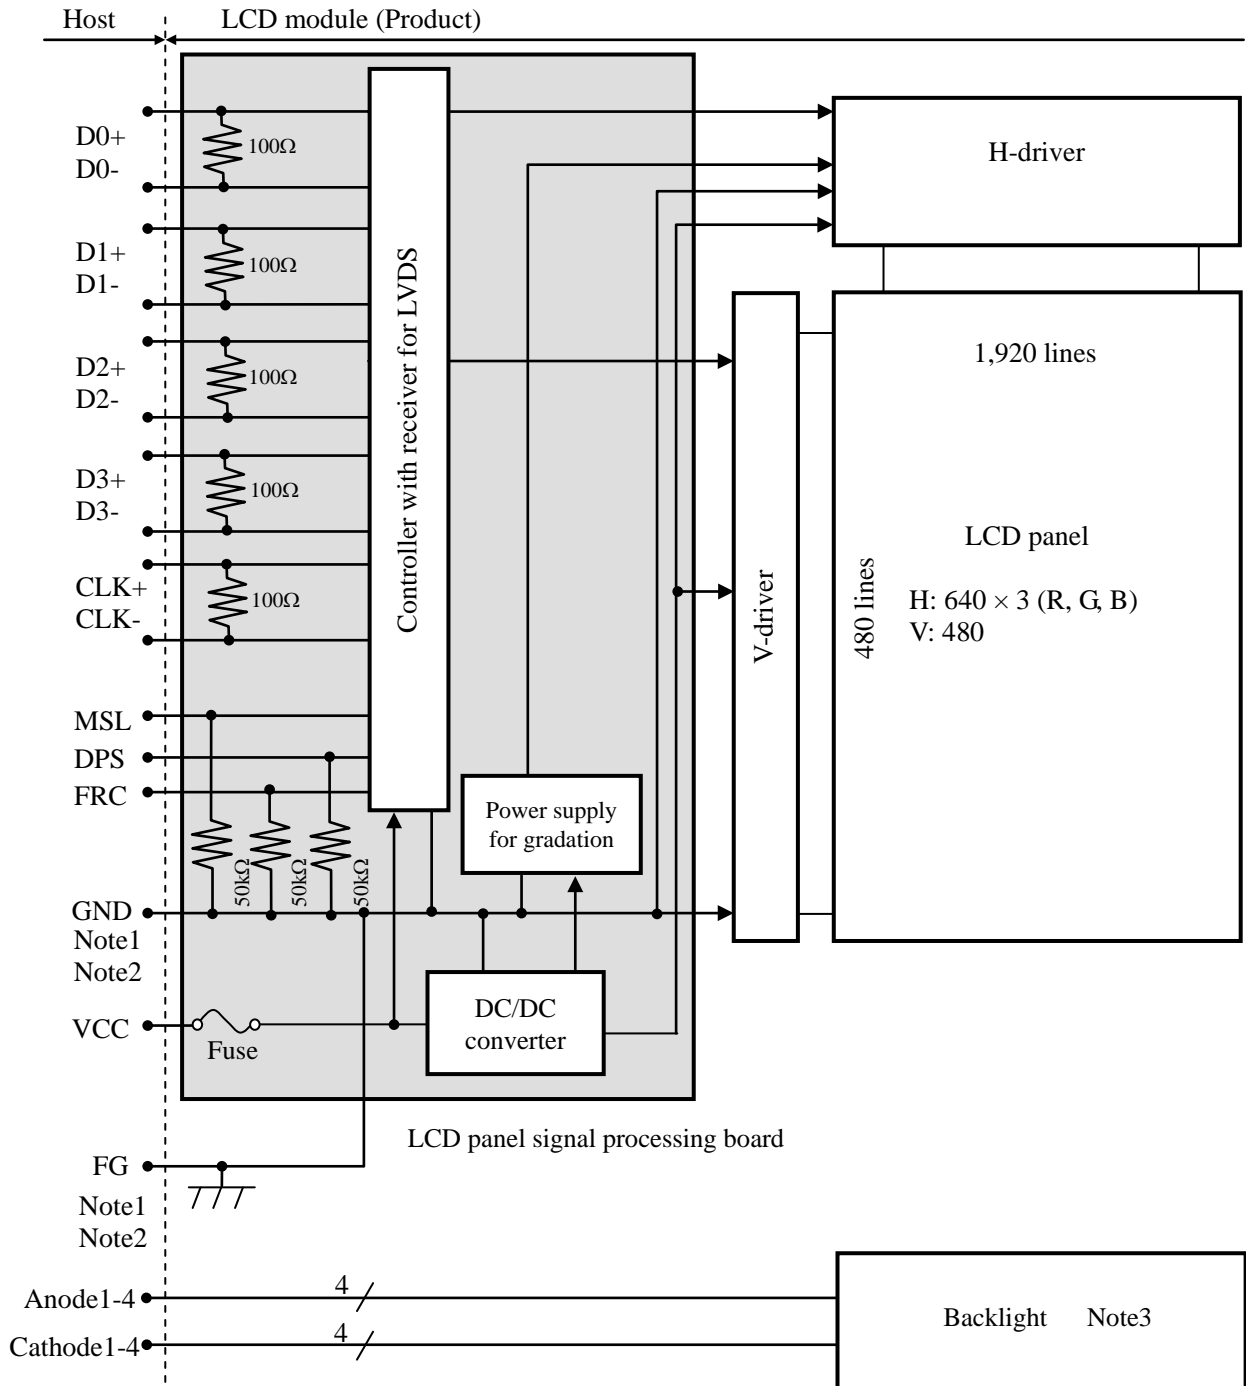 Host
LCD module (Product)
D0+
D0-
100Ω
D1+
D1-
100Ω
D2+
D2-
100Ω
D3+
D3-
100Ω
CLK+
CLK-
100Ω
MSL
DPS
FRC
50kΩ
50kΩ
50kΩ
GND
Note1
Note2
VCC
Fuse
Controller with receiver for LVDS
Power supply
for gradation
DC/DC
converter
H-driver
V-driver
1,920 lines
480 lines
LCD panel
H: 640 × 3 (R, G, B)
V: 480
LCD panel signal processing board
FG
Note1
Note2
Anode1-4
4
Cathode1-4
4
Backlight Note3